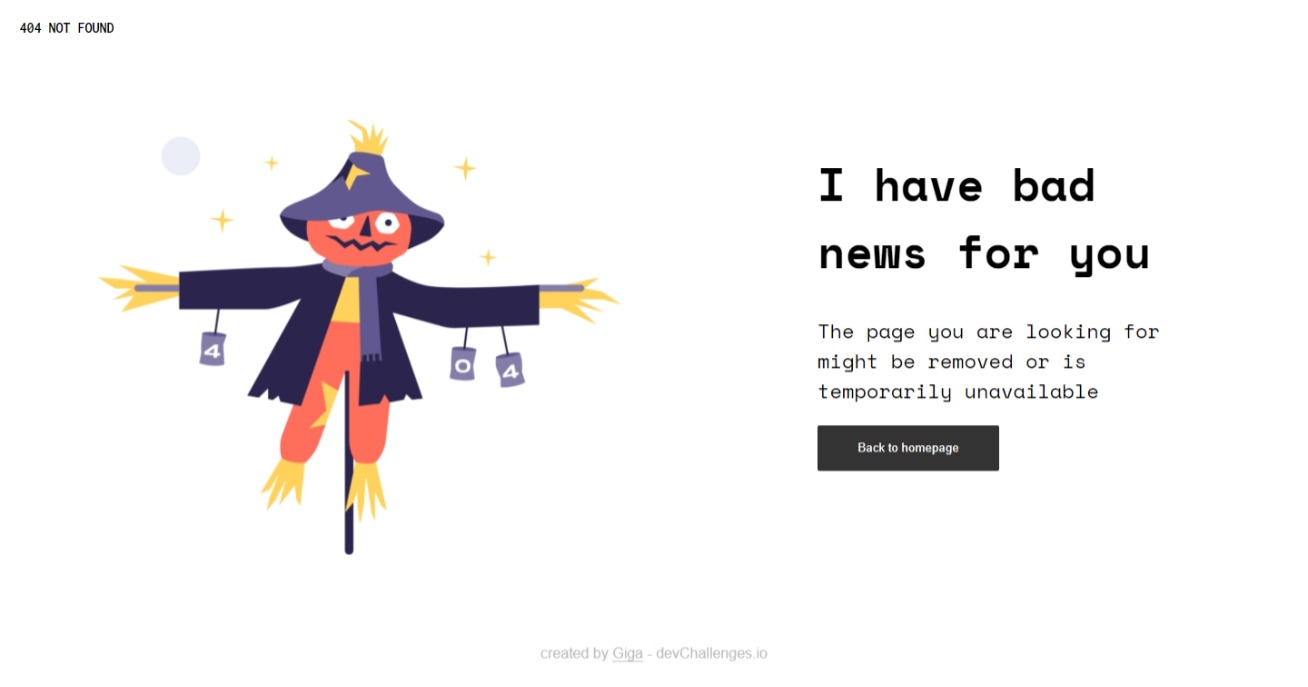 404 NOT FOUND
I have bad
news for you
The page you are looking for
might be removed or is
temporarily unavailable
Back to homepage
4
0
4
created by Giga - devChallenges.io